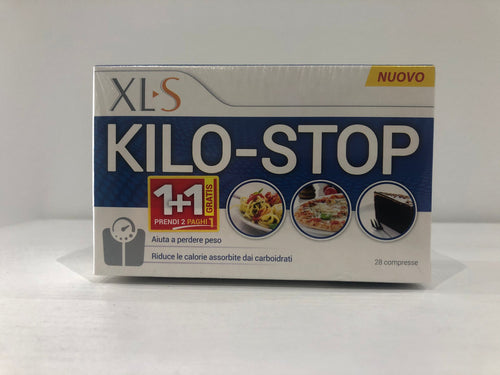 NUOVO
XL▸S
KILO-STOP
1+1
GRATIS
PRENDI 2 PAGHI 1
Aiuta a perdere peso
Riduce le calorie assorbite dai carboidrati
28 compresse